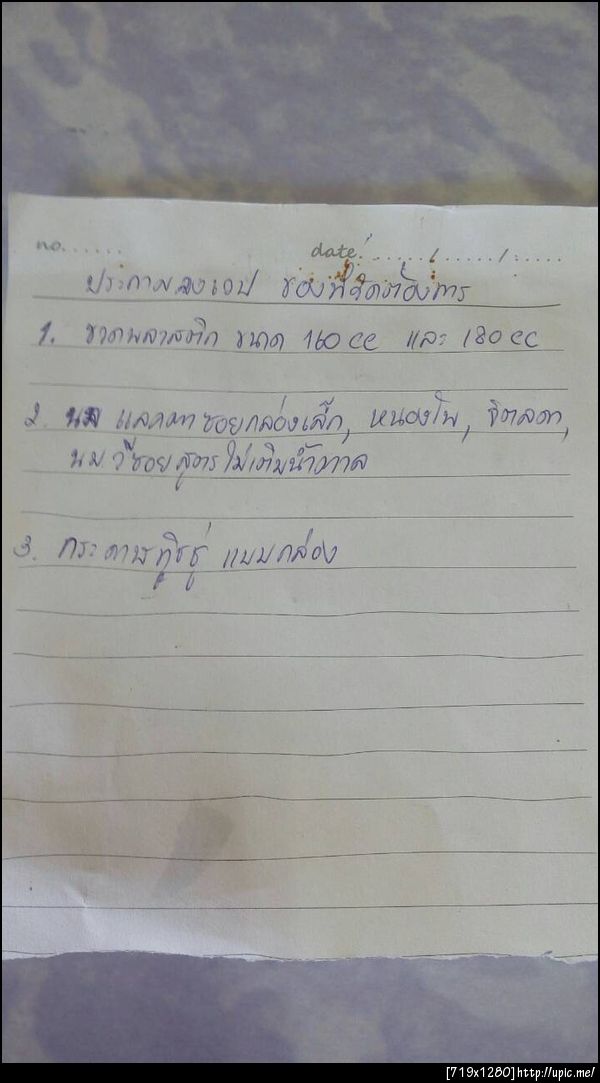 no. ......
date ...../...../.....
ประกาษลงเวป ของที่วัดต้องการ
1. ขวดพลาสติก ขนาด 160 cc และ 180 cc
2. นม แลคตาซอยกล่องเล็ก, หนองโพ, จิตลดา,
นม วีซอย สูตรไม่เติมน้ำตาล
3. กระดาษทิชชู่ แบบกล่อง
[719x1280]http://upic.me/